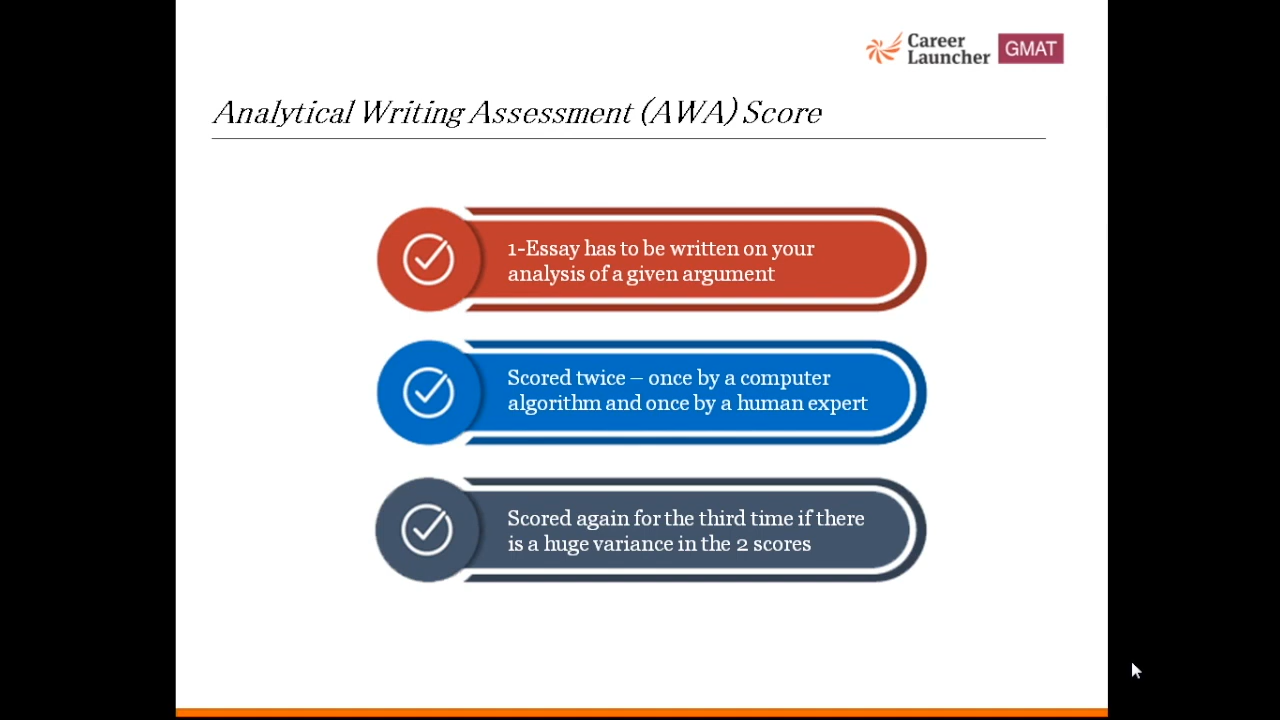 Career
Launcher
GMAT
Analytical Writing Assessment (AWA) Score
1-Essay has to be written on your
analysis of a given argument
Scored twice – once by a computer
algorithm and once by a human expert
Scored again for the third time if there
is a huge variance in the 2 scores